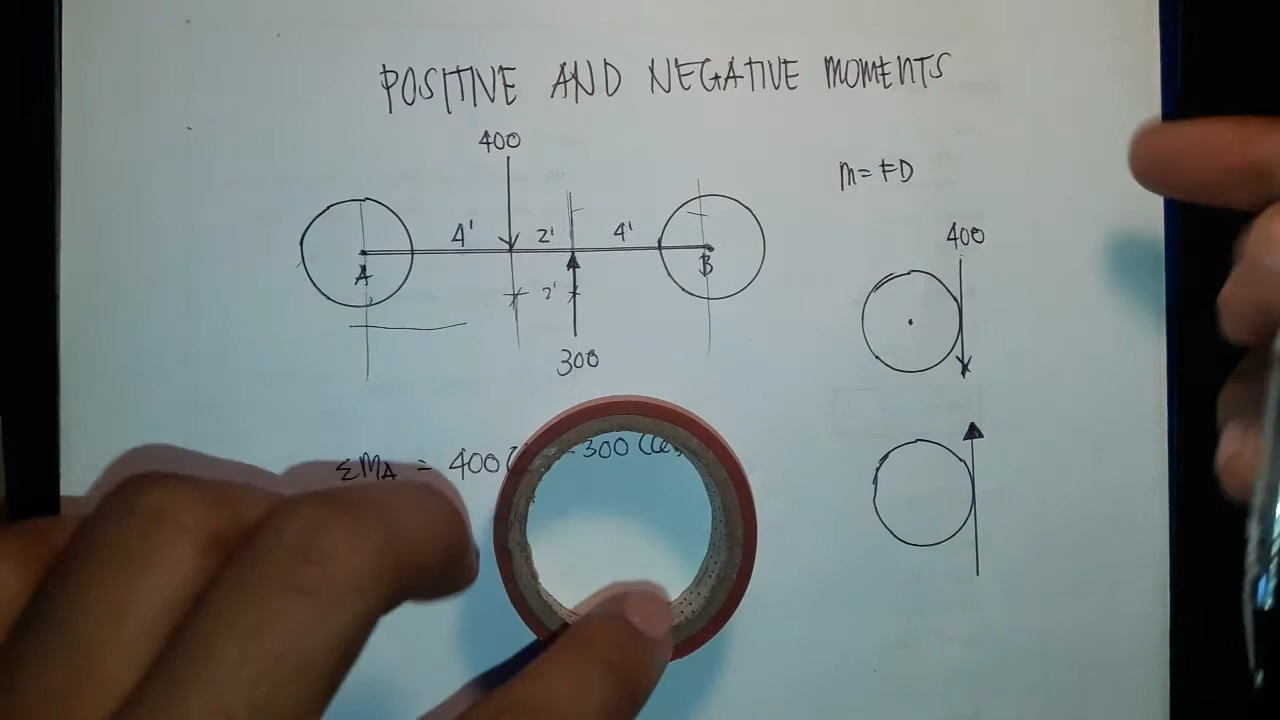 POSITIVE AND NEGATIVE MOMENTS
400
M = FD
4' 2' 4'
400
A B
2'
300
ΣMA = 400( - 300 (